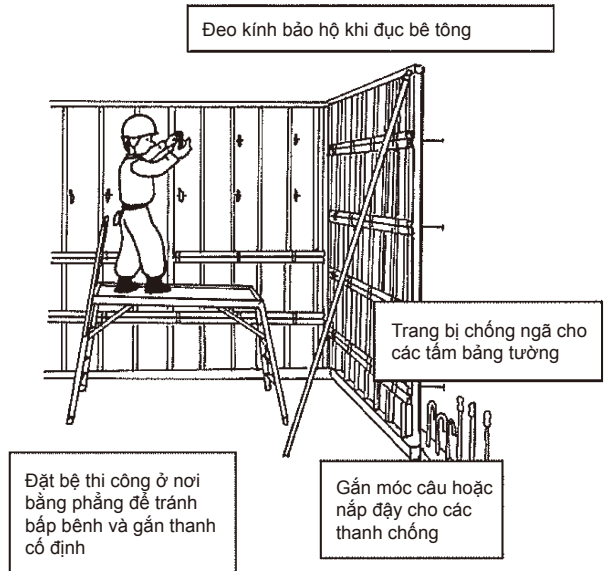 Đeo kính bảo hộ khi đục bê tông
Trang bị chống ngã cho
các tấm bảng tường
Đặt bệ thi công ở nơi
bằng phẳng để tránh
bấp bênh và gắn thanh
cố định
Gắn móc câu hoặc
nắp đậy cho các
thanh chống